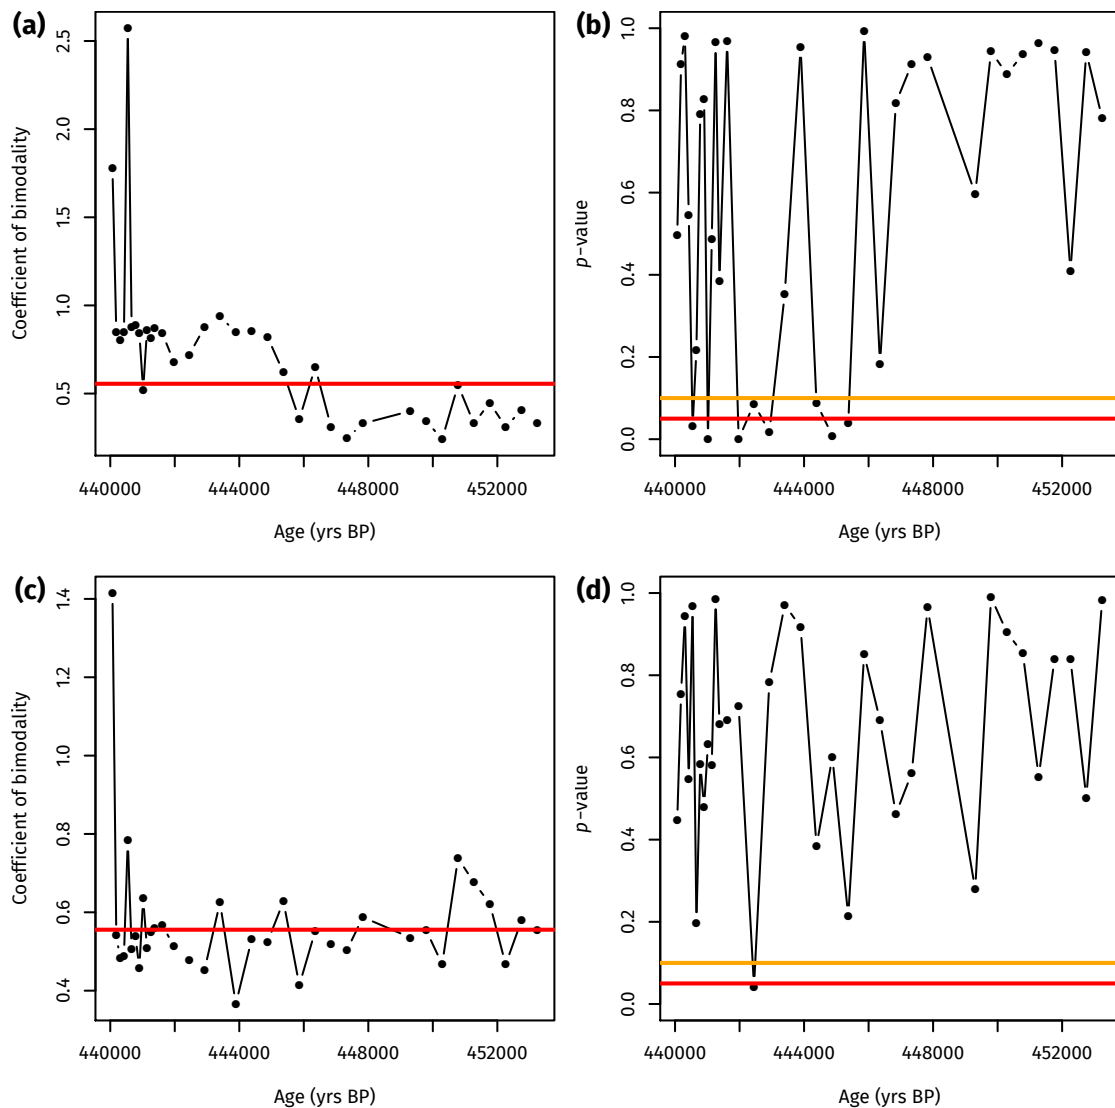 (a)
Coefficient of bimodality
0.5 1.0 1.5 2.0 2.5
440000 444000 448000 452000
Age (yrs BP)
(b)
p-value
0.0 0.2 0.4 0.6 0.8 1.0
440000 444000 448000 452000
Age (yrs BP)
(c)
Coefficient of bimodality
0.4 0.6 0.8 1.0 1.2 1.4
440000 444000 448000 452000
Age (yrs BP)
(d)
p-value
0.0 0.2 0.4 0.6 0.8 1.0
440000 444000 448000 452000
Age (yrs BP)